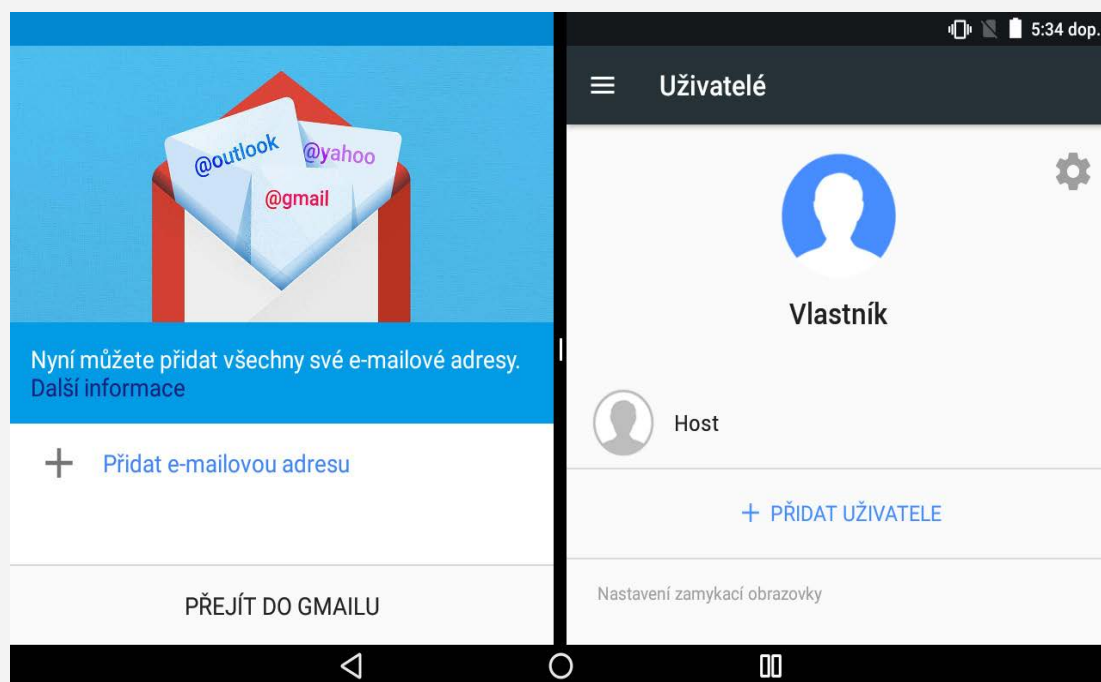 @outlook
@yahoo
@gmail
Nyní můžete přidat všechny své e-mailové adresy.
Další informace
Přidat e-mailovou adresu
PŘEJÍT DO GMAILU
5:34 dop.
Uživatelé
Vlastník
Host
+ PŘIDAT UŽIVATELE
Nastavení zamykací obrazovky